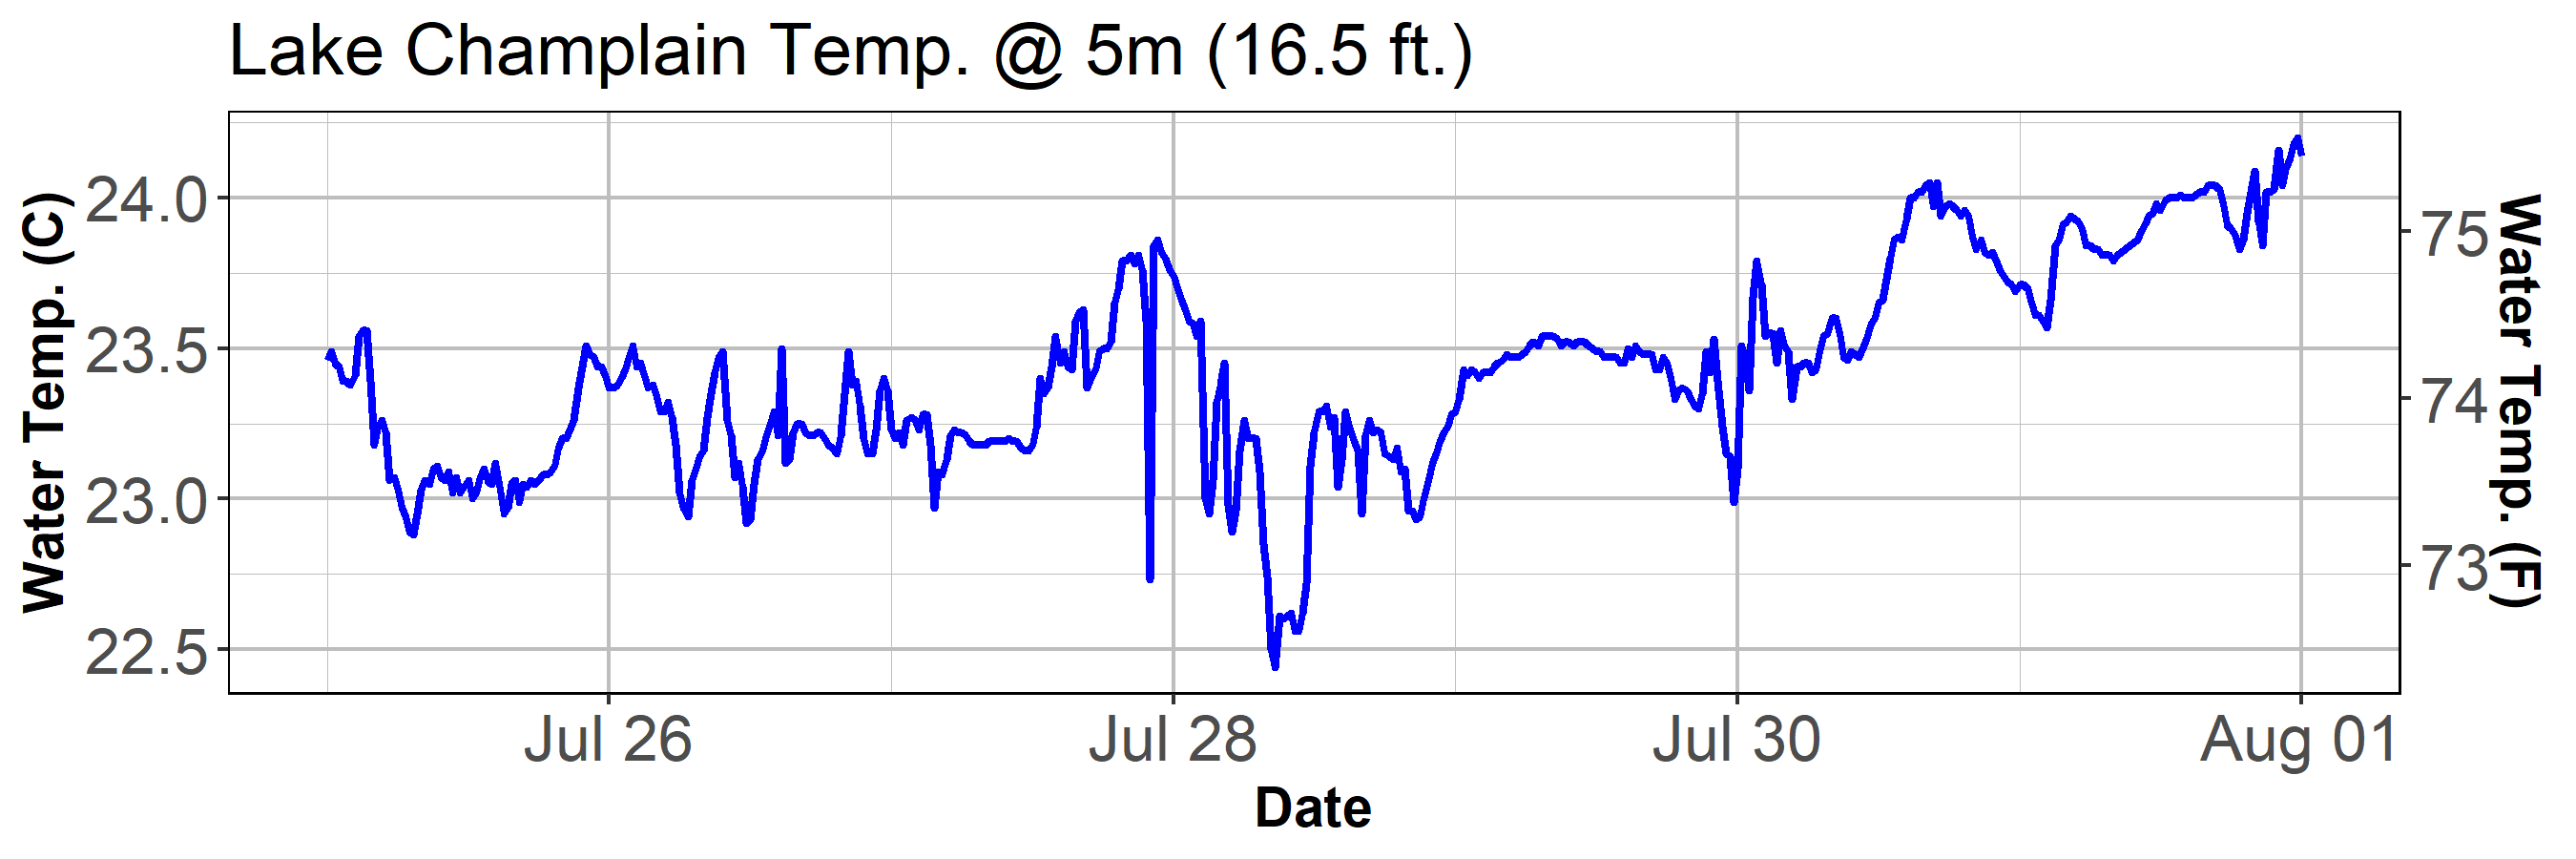 Lake Champlain Temp. @ 5m (16.5 ft.)
Water Temp. (C)
24.0
23.5
23.0
22.5
75
74
73
Water Temp. (F)
Jul 26
Jul 28
Jul 30
Aug 01
Date